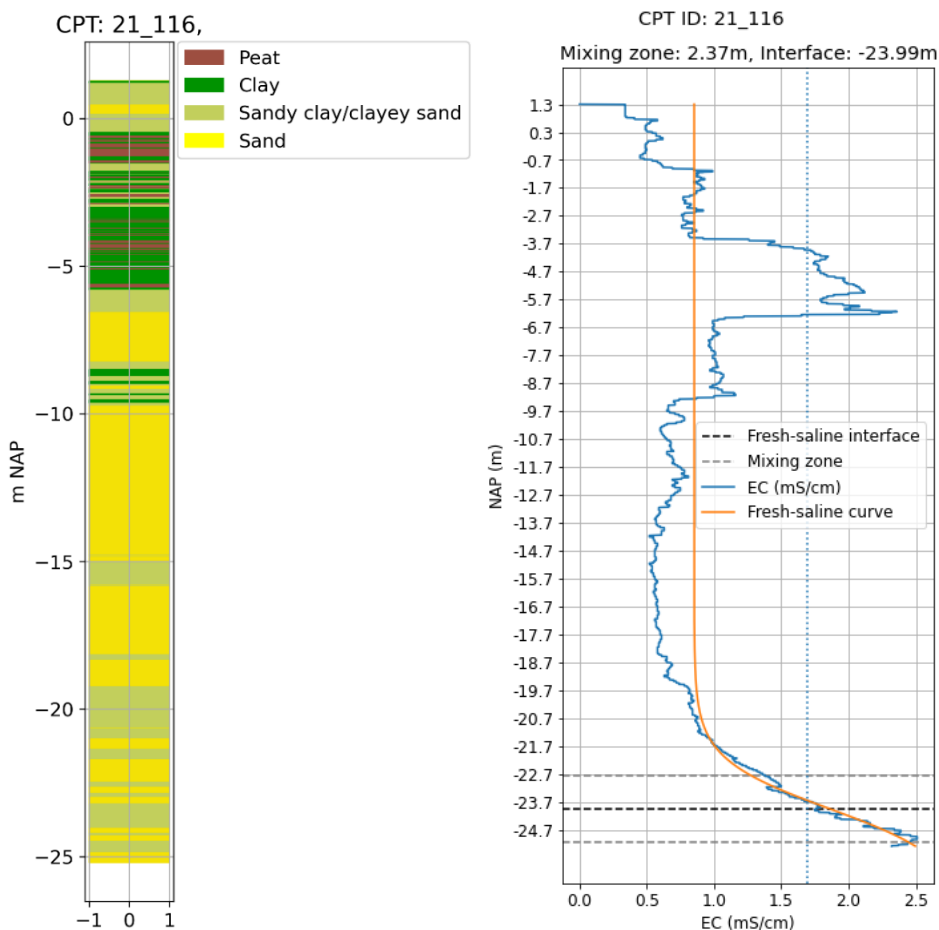 CPT: 21_116,
Peat
Clay
Sandy clay/clayey sand
Sand
0
−5
−10
−15
−20
−25
m NAP
−1 0 1
CPT ID: 21_116
Mixing zone: 2.37m, Interface: -23.99m
1.3
0.3
-0.7
-1.7
-2.7
-3.7
-4.7
-5.7
-6.7
-7.7
-8.7
-9.7
-10.7
-11.7
-12.7
-13.7
-14.7
-15.7
-16.7
-17.7
-18.7
-19.7
-20.7
-21.7
-22.7
-23.7
-24.7
NAP (m)
Fresh-saline interface
Mixing zone
EC (mS/cm)
Fresh-saline curve
0.0 0.5 1.0 1.5 2.0 2.5
EC (mS/cm)